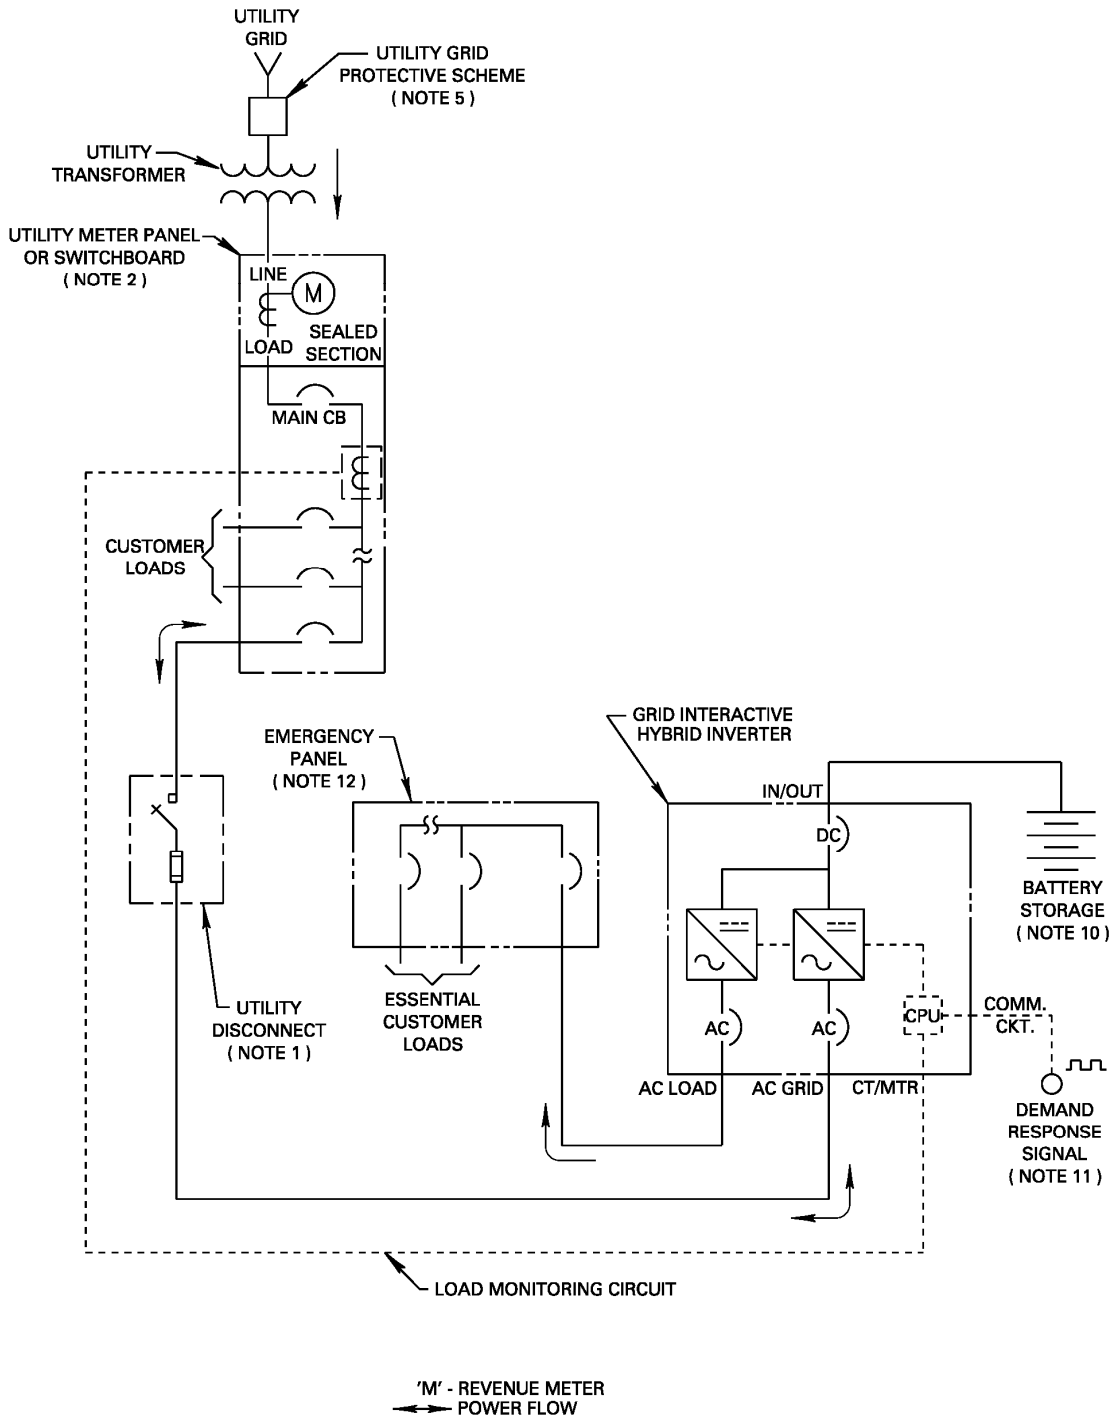 UTILITY
GRID
UTILITY GRID
PROTECTIVE SCHEME
( NOTE 5 )
UTILITY
TRANSFORMER
UTILITY METER PANEL
OR SWITCHBOARD
( NOTE 2 )
LINE
M
SEALED
SECTION
LOAD
MAIN CB
CUSTOMER
LOADS
EMERGENCY
PANEL
( NOTE 12 )
GRID INTERACTIVE
HYBRID INVERTER
IN/OUT
DC
BATTERY
STORAGE
( NOTE 10 )
UTILITY
DISCONNECT
( NOTE 1 )
ESSENTIAL
CUSTOMER
LOADS
AC
AC
CPU
COMM.
CKT.
AC LOAD
AC GRID
CT/MTR
DEMAND
RESPONSE
SIGNAL
( NOTE 11 )
LOAD MONITORING CIRCUIT
'M' - REVENUE METER
POWER FLOW